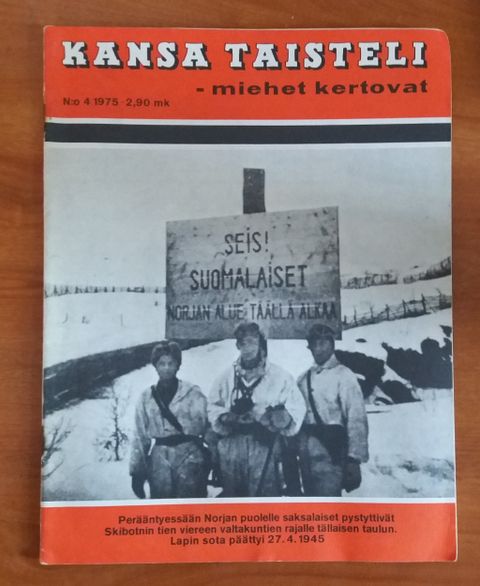 KANSA TAISTELI
- miehet kertovat
N:o 4 1975 2,90 mk
SEIS!
SUOMALAISET
NORJAN ALUE TÄÄLLÄ ALKAA
Perääntyessään Norjan puolelle saksalaiset pystyttivät
Skibotnin tien viereen valtakuntien rajalle tällaisen taulun.
Lapin sota päättyi 27.4.1945